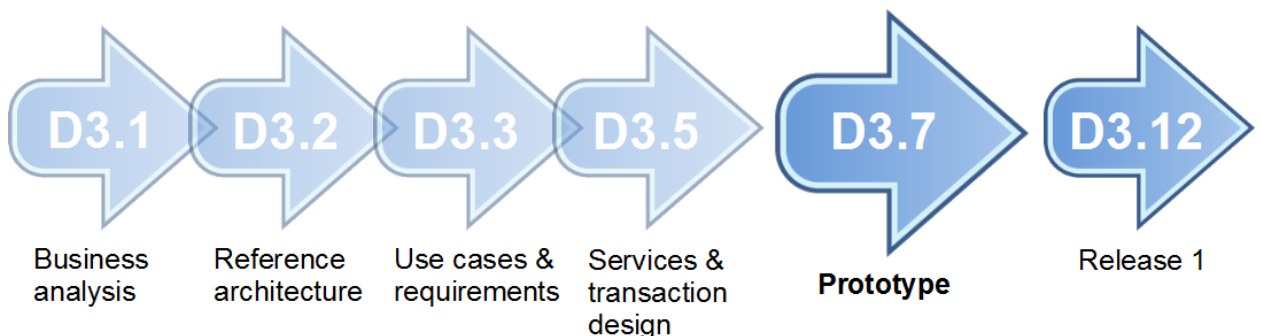 D3.1
D3.2
D3.3
D3.5
D3.7
D3.12
Business
analysis
Reference
architecture
Use cases &
requirements
Services &
transaction
design
Prototype
Release 1